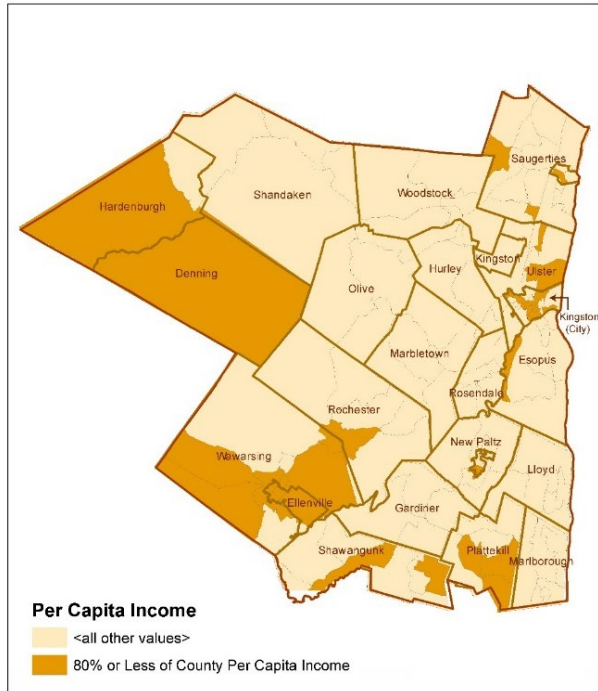 Saugerties
Hardenburgh
Shandaken
Woodstock
Kingston
Ulster
Denning
Hurley
Olive
Kingston
(City)
Marbletown
Esopus
Rosendale
Rochester
New Paltz
Wawarsing
Lloyd
Ellenville
Gardiner
Shawangunk
Plattekill
Marlborough
Per Capita Income
<all other values>
80% or Less of County Per Capita Income